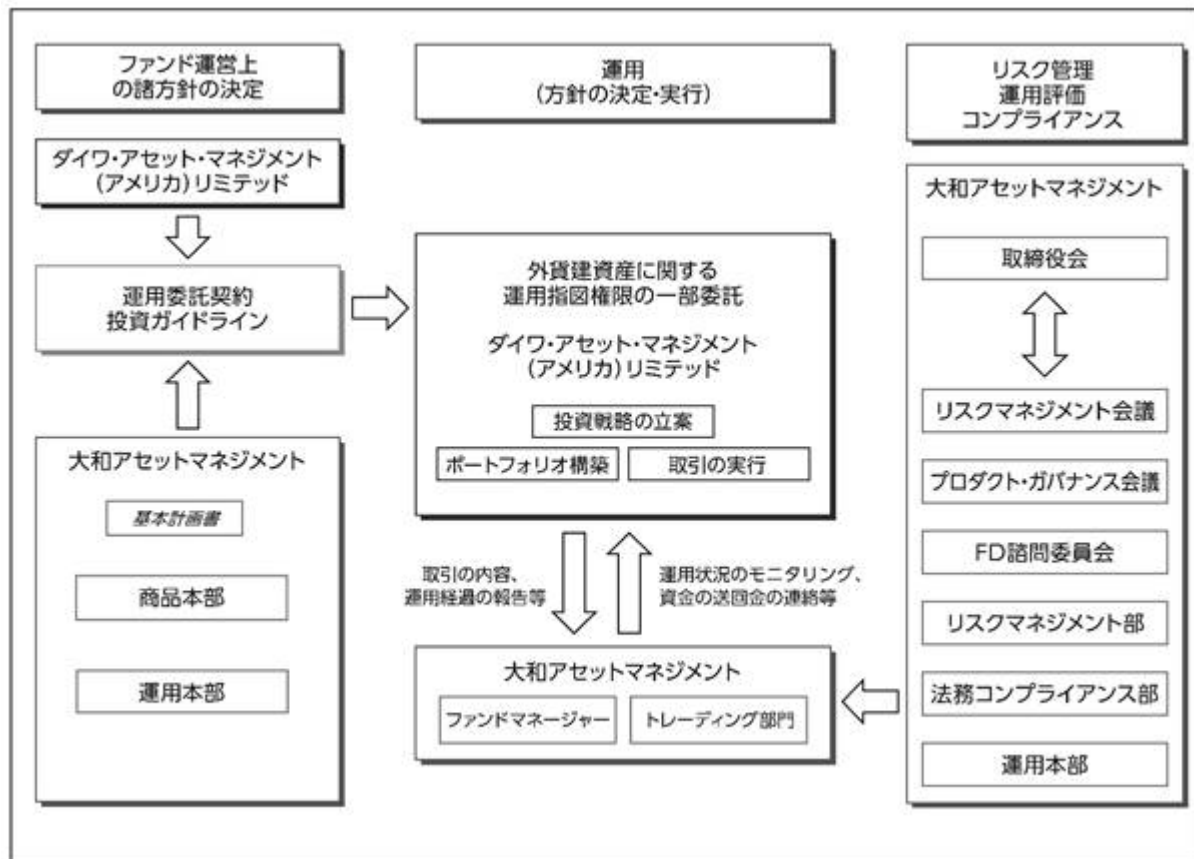 ファンド運営上
の諸方針の決定
ダイワ・アセット・マネジメント
(アメリカ)リミテッド
運用委託契約
投資ガイドライン
大和アセットマネジメント
基本計画書
商品本部
運用本部
運用
(方針の決定・実行)
外貨建資産に関する
運用指図権限の一部委託
ダイワ・アセット・マネジメント
(アメリカ)リミテッド
投資戦略の立案
ポートフォリオ構築
取引の実行
取引の内容、
運用経過の報告等
運用状況のモニタリング、
資金の送回金の連絡等
大和アセットマネジメント
ファンドマネージャー
トレーディング部門
リスク管理
運用評価
コンプライアンス
大和アセットマネジメント
取締役会
リスクマネジメント会議
プロダクト・ガバナンス会議
FD諮問委員会
リスクマネジメント部
法務コンプライアンス部
運用本部